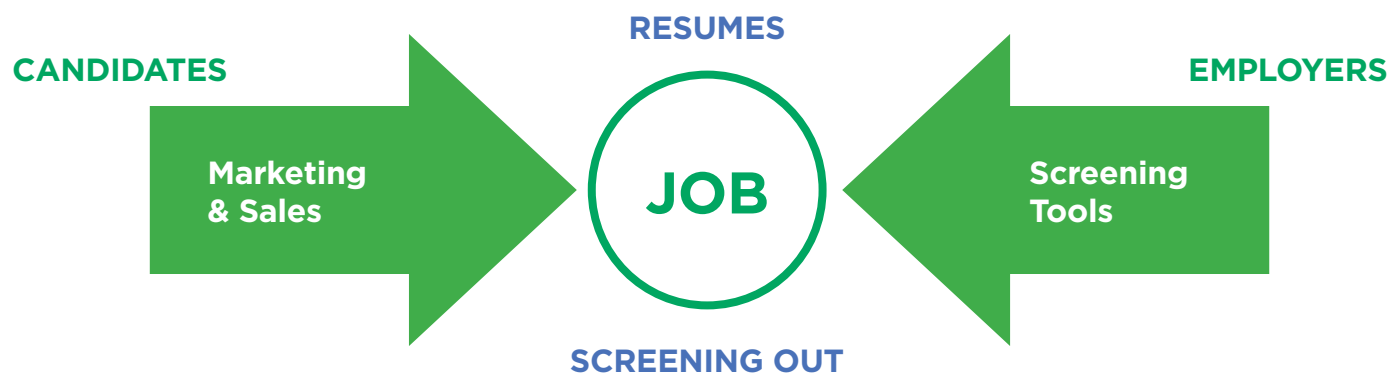 RESUMES
CANDIDATES
EMPLOYERS
Marketing
& Sales
JOB
Screening
Tools
SCREENING OUT